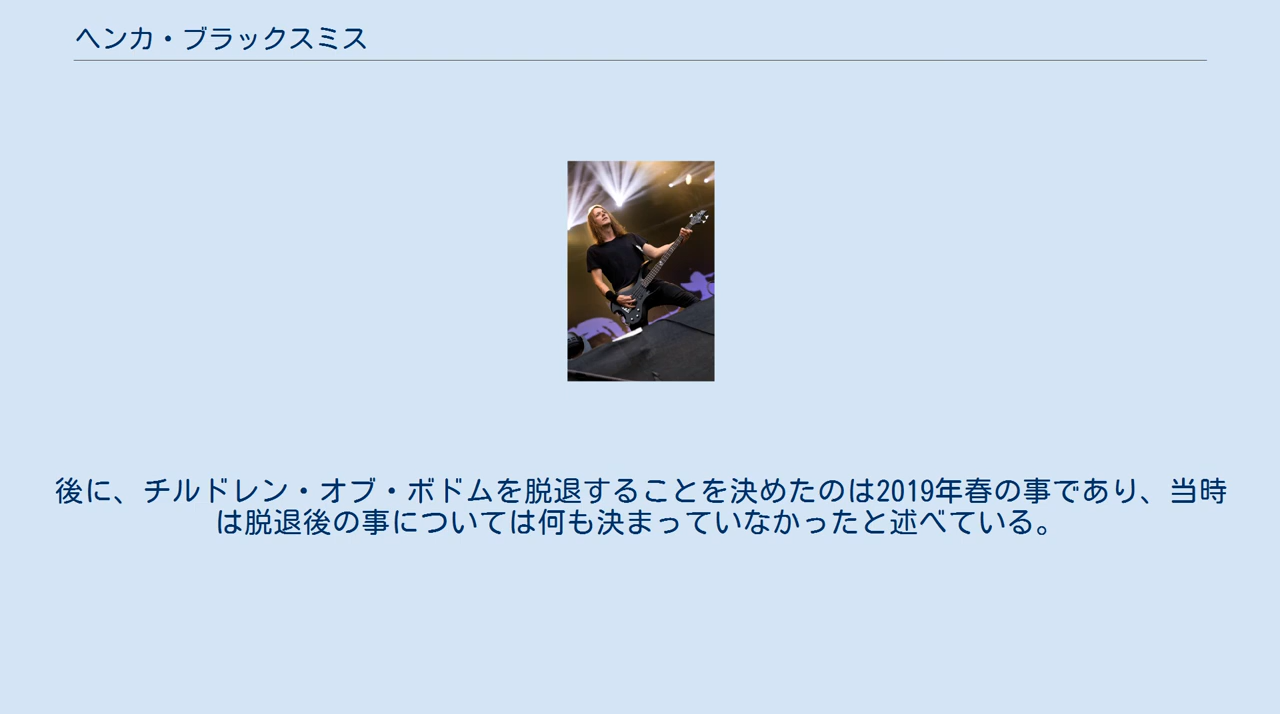 ヘンカ・ブラックスミス
後に、チルドレン・オブ・ボドムを脱退することを決めたのは2019年春の事であり、当時
は脱退後の事については何も決まっていなかったと述べている。